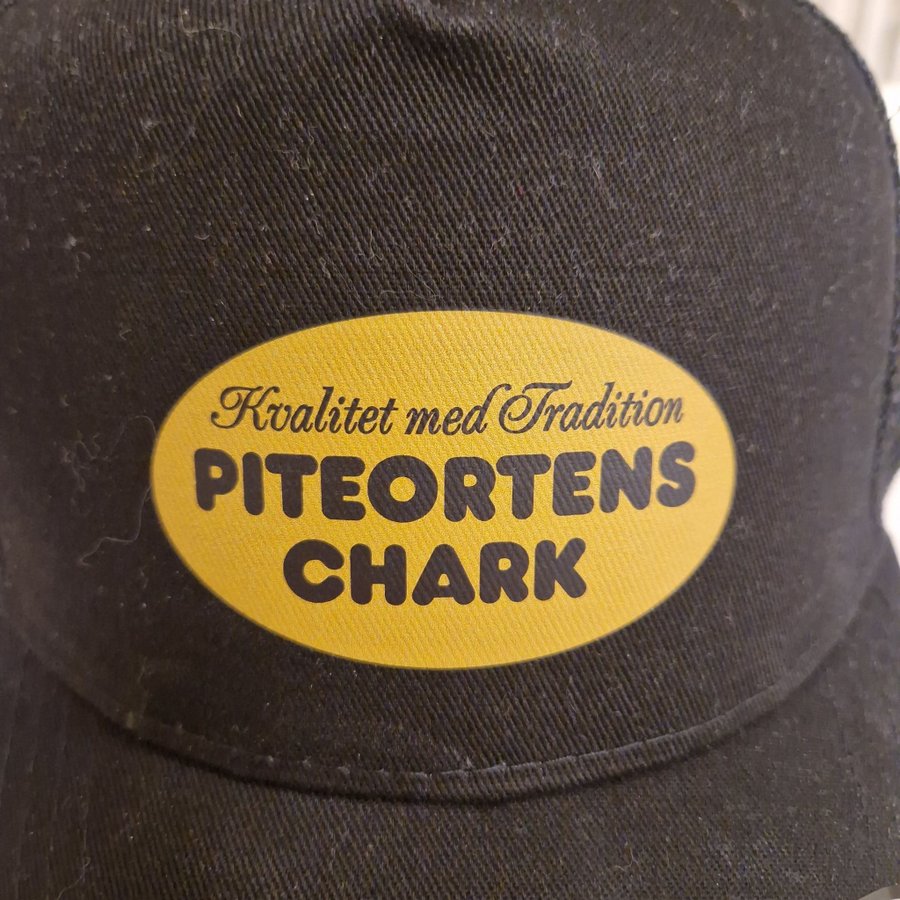 Kvalitet med Tradition
PITEORTENS
CHARK